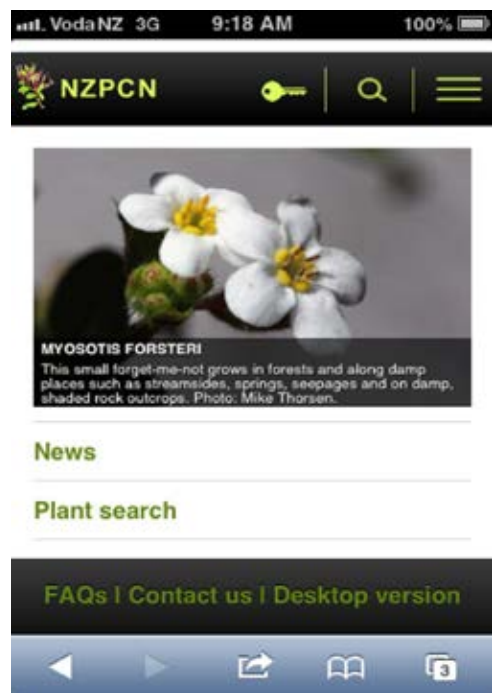 VodaNZ 3G 9:18 AM 100%
NZPCN
MYOSOTIS FORSTERI
This small forget-me-not grows in forests and along damp
places such as streamsides, springs, seepages and on damp,
shaded rock outcrops. Photo: Mike Thorsen.
News
Plant search
FAQs | Contact us | Desktop version
3